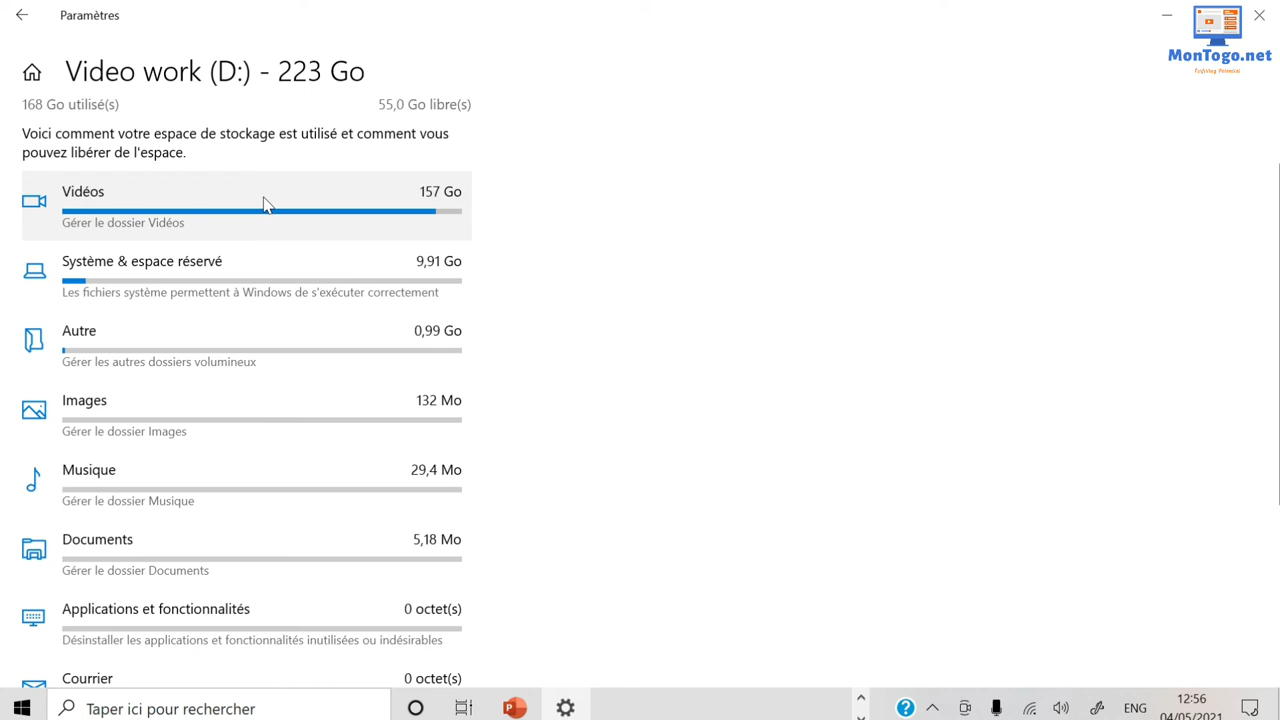 Paramètres
MonTogo.net
Video work (D:) - 223 Go
168 Go utilisé(s) 55,0 Go libre(s)
Voici comment votre espace de stockage est utilisé et comment vous
pouvez libérer de l'espace.
Vidéos 157 Go
Gérer le dossier Vidéos
Système & espace réservé 9,91 Go
Les fichiers système permettent à Windows de s'exécuter correctement
Autre 0,99 Go
Gérer les autres dossiers volumineux
Images 132 Mo
Gérer le dossier Images
Musique 29,4 Mo
Gérer le dossier Musique
Documents 5,18 Mo
Gérer le dossier Documents
Applications et fonctionnalités 0 octet(s)
Désinstaller les applications et fonctionnalités inutilisées ou indésirables
Courrier 0 octet(s)
Taper ici pour rechercher
ENG
12:56
04/05/2021